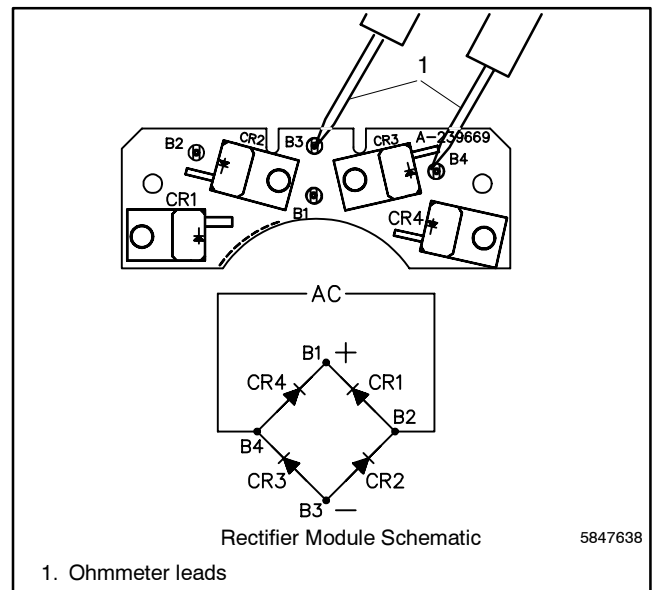 1
A-239669
B2
CR2
B3
CR3
B4
CR1
B1
CR4
AC
B1 +
CR4 CR1
B2
B4
CR3 CR2
B3 —
Rectifier Module Schematic 5847638
1. Ohmmeter leads